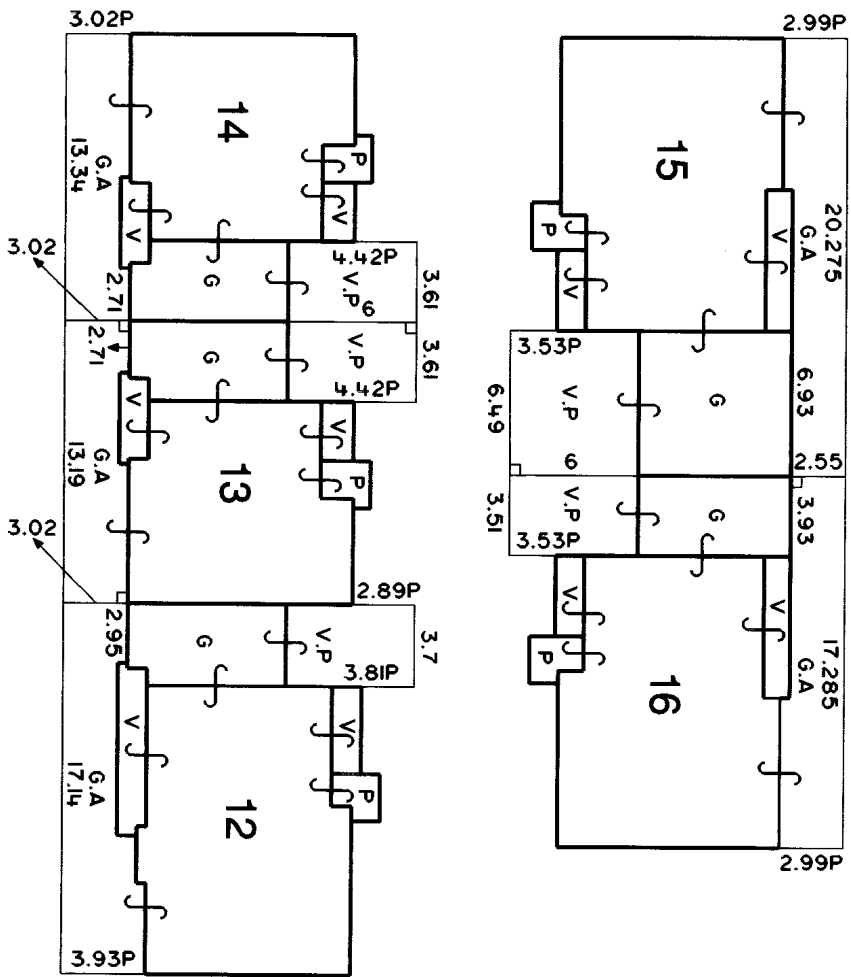 3.02P
14
P
V
G.A
13.34
V
3.02
2.71
G
4.42P
V.P
6
3.61
2.71
G
V.P
4.42P
3.61
V
V
P
G.A
13.19
13
3.02
2.89P
2.95
G
V.P
3.81P
3.7
V
V
P
G.A
17.14
12
3.93P
2.99P
15
20.275
G.A
V
P
V
3.53P
6.49
V.P
6
G
6.93
2.55
3.51
V.P
3.53P
G
3.93
V
V
P
16
G.A
17.285
2.99P